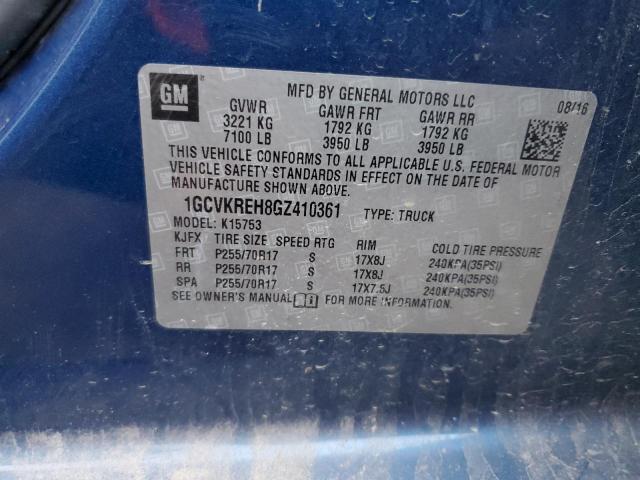 GM
MFD BY GENERAL MOTORS LLC 08/16
GVWR GAWR FRT GAWR RR
3221 KG 1792 KG 1792 KG
7100 LB 3950 LB 3950 LB
THIS VEHICLE CONFORMS TO ALL APPLICABLE U.S. FEDERAL MOTOR
VEHICLE SAFETY STANDARDS IN EFFECT ON THE DATE OF
MANUFACTURE SHOWN ABOVE.
1GCVKREH8GZ410361 TYPE: TRUCK
MODEL: K15753
KJFX TIRE SIZE SPEED RTG RIM COLD TIRE PRESSURE
FRT P255/70R17 S 17X8J 240KPA(35PSI)
RR P255/70R17 S 17X8J 240KPA(35PSI)
SPA P255/70R17 S 17X7.5J 240KPA(35PSI)
SEE OWNER'S MANUAL FOR MORE INFORMATION.